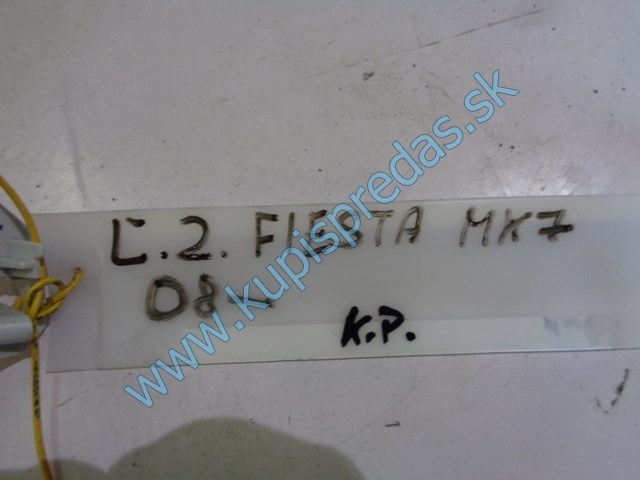 Ľ.2. FIESTA MK7
08-
K.P.
www.kupispredas.sk